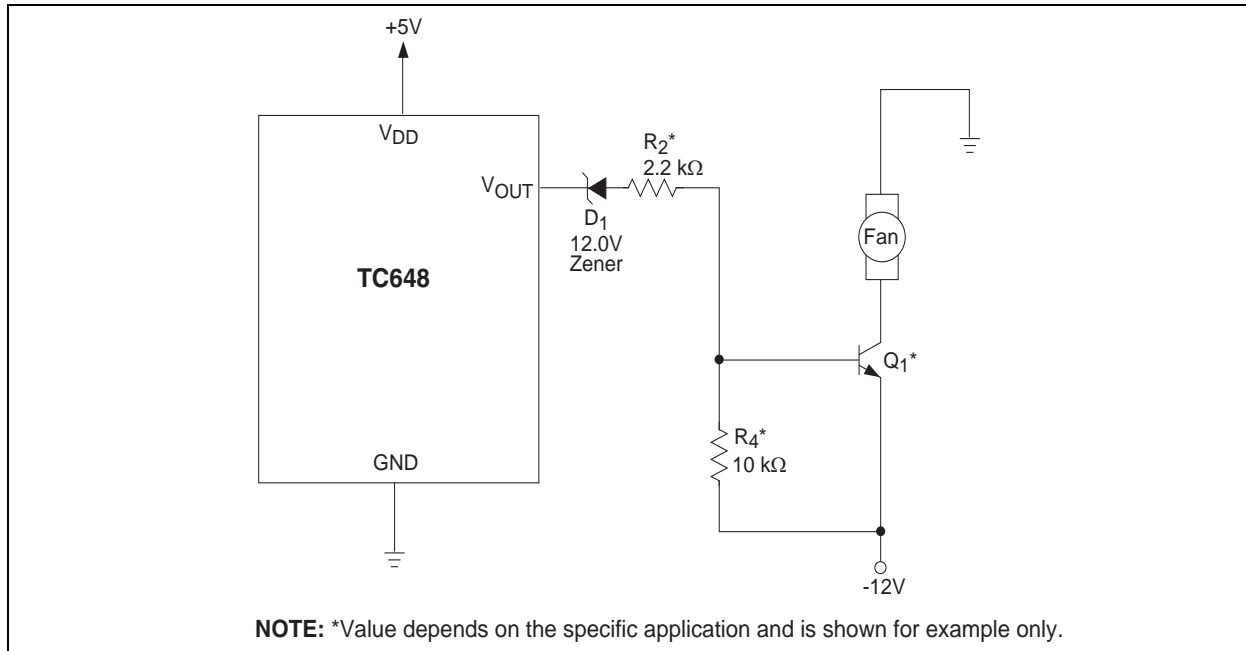 +5V
VDD
R2*
2.2 kΩ
VOUT
D1
12.0V
Zener
Fan
TC648
Q1*
R4*
10 kΩ
GND
-12V
NOTE: *Value depends on the specific application and is shown for example only.